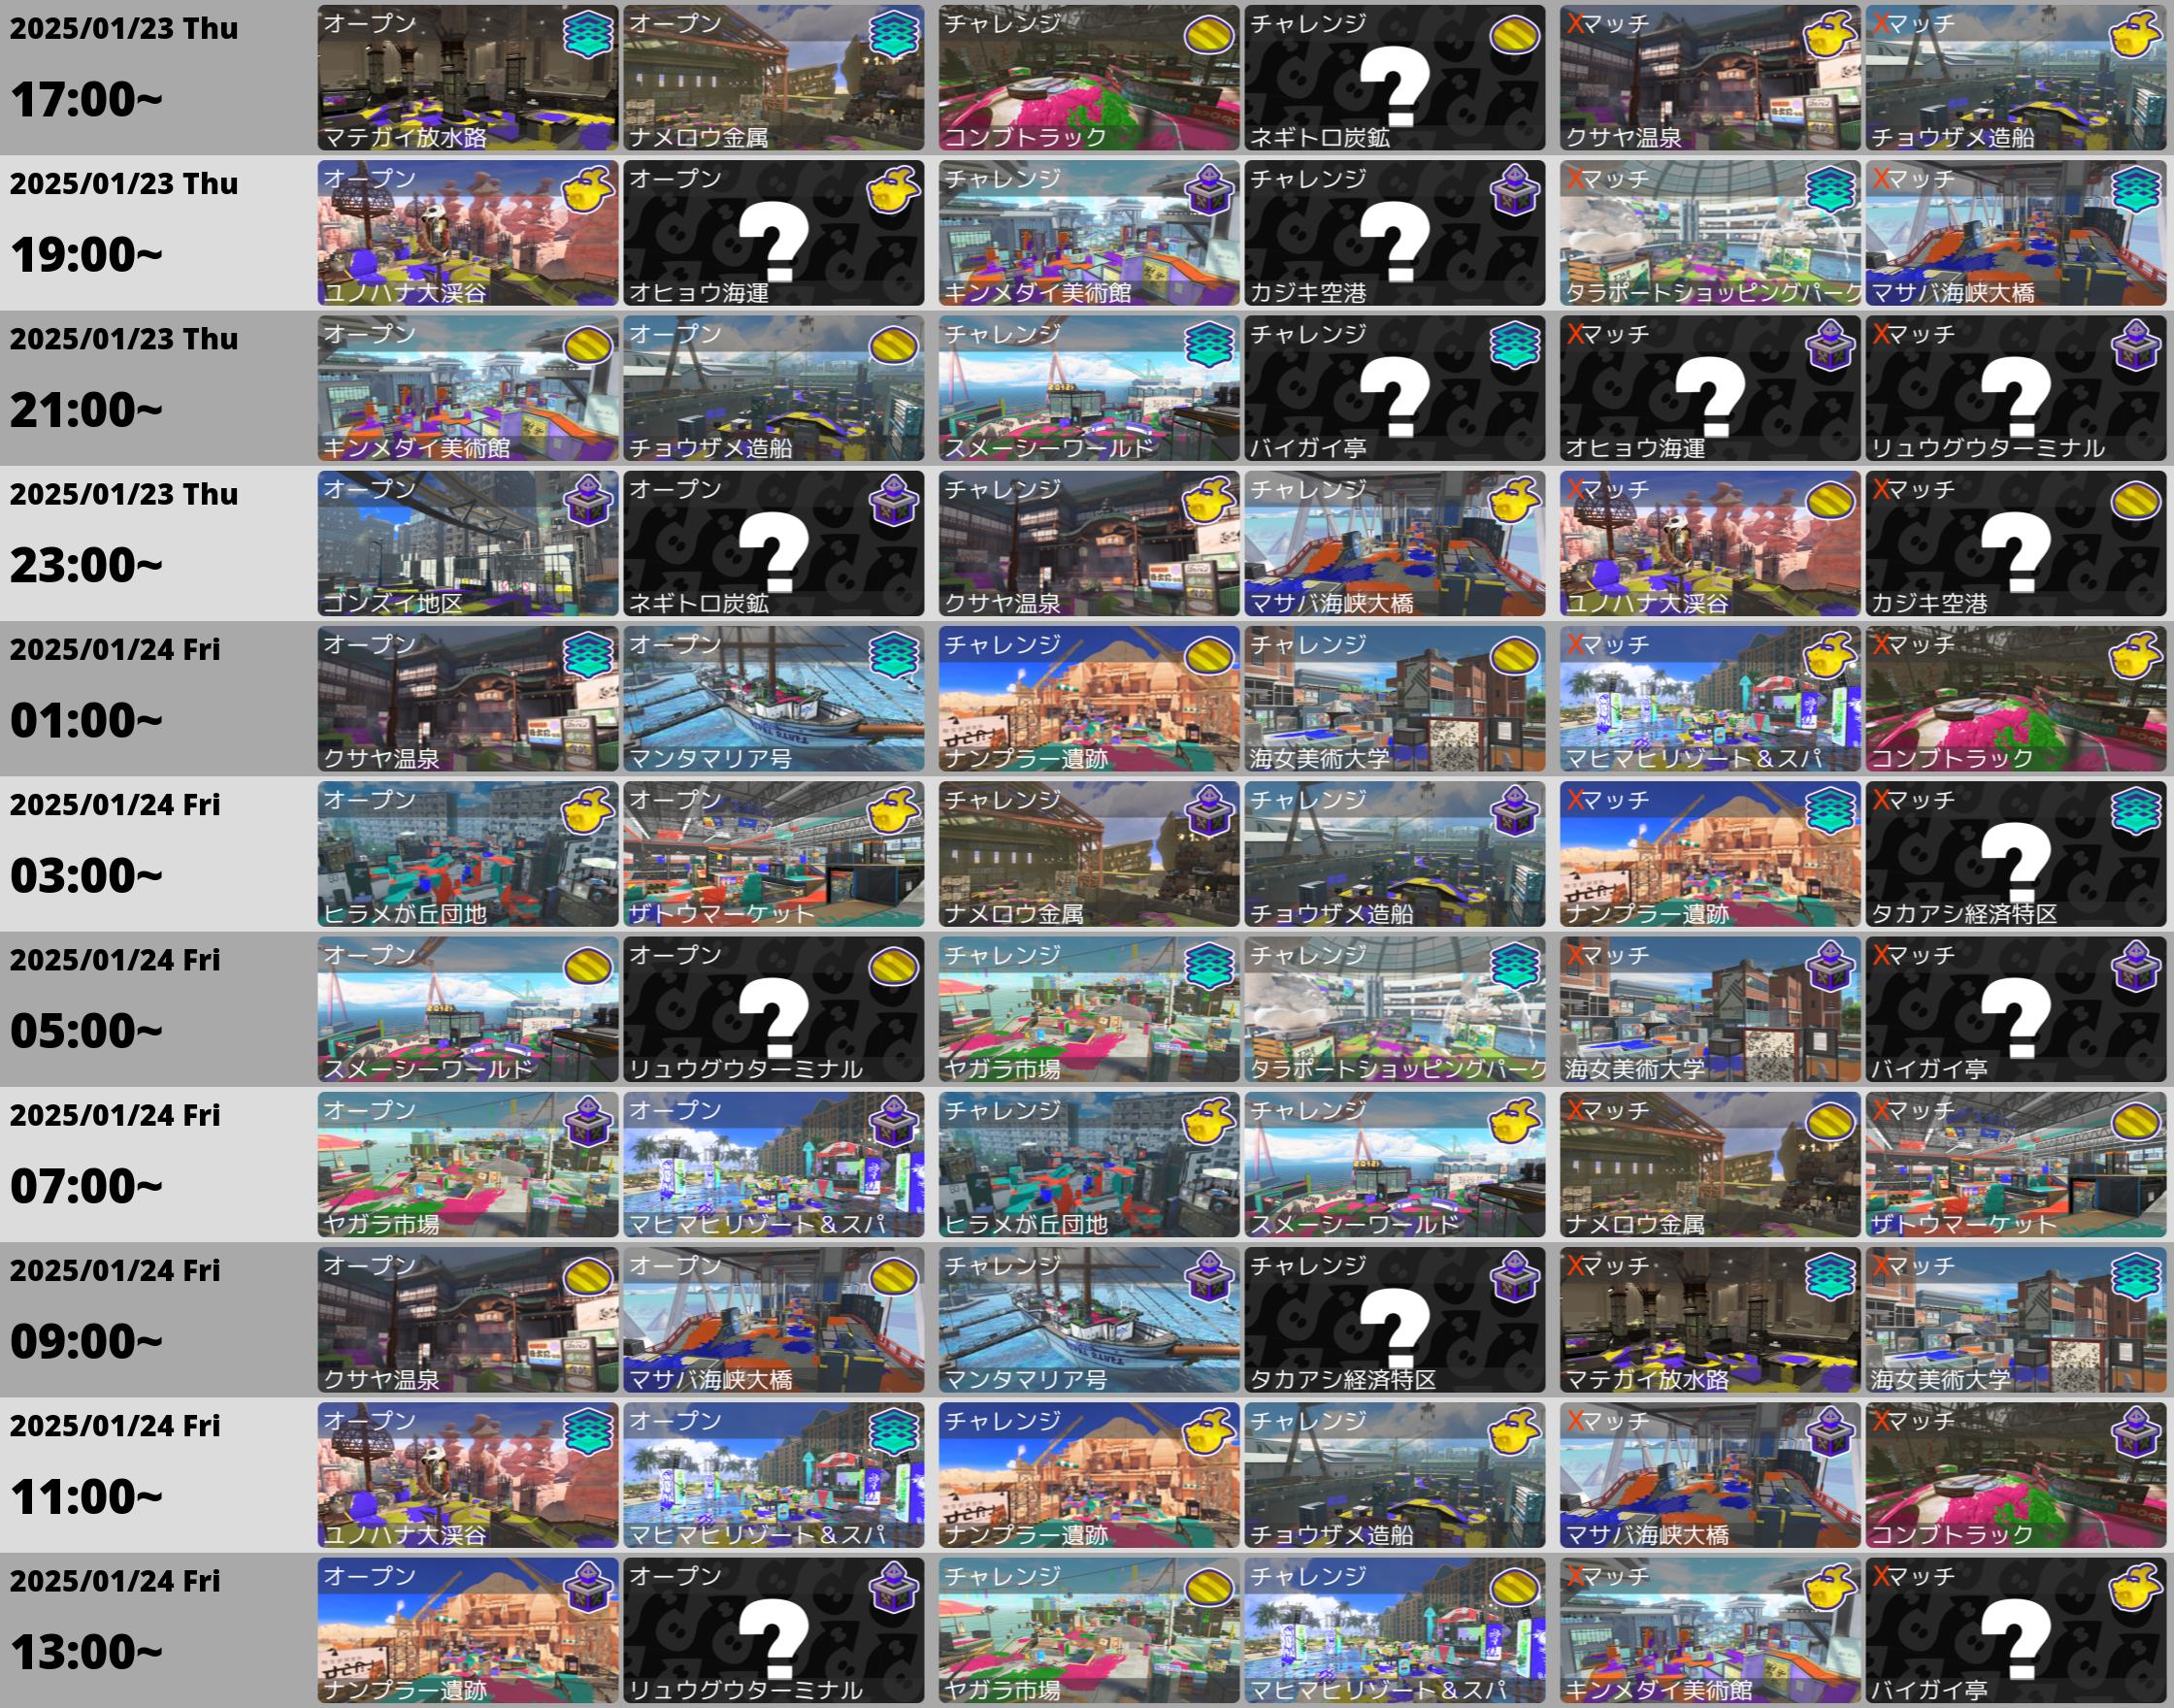 2025/01/23 Thu
17:00~
オープン
マテガイ放水路
オープン
ナメロウ金属
チャレンジ
コンブトラック
チャレンジ
ネギトロ炭鉱
Xマッチ
クサヤ温泉
Xマッチ
チョウザメ造船
2025/01/23 Thu
19:00~
オープン
ユノハナ大渓谷
オープン
オヒョウ海運
チャレンジ
キンメダイ美術館
チャレンジ
カジキ空港
Xマッチ
タラポートショッピングパーク
Xマッチ
マサバ海峡大橋
2025/01/23 Thu
21:00~
オープン
キンメダイ美術館
オープン
チョウザメ造船
チャレンジ
スメーシーワールド
チャレンジ
バイガイ亭
Xマッチ
オヒョウ海運
Xマッチ
リュウグウターミナル
2025/01/23 Thu
23:00~
オープン
ゴンズイ地区
オープン
ネギトロ炭鉱
チャレンジ
クサヤ温泉
チャレンジ
マサバ海峡大橋
Xマッチ
ユノハナ大渓谷
Xマッチ
カジキ空港
2025/01/24 Fri
01:00~
オープン
クサヤ温泉
オープン
マンタマリア号
チャレンジ
ナンプラー遺跡
チャレンジ
海女美術大学
Xマッチ
マヒマヒリゾート＆スパ
Xマッチ
コンブトラック
2025/01/24 Fri
03:00~
オープン
ヒラメが丘団地
オープン
ザトウマーケット
チャレンジ
ナメロウ金属
チャレンジ
チョウザメ造船
Xマッチ
ナンプラー遺跡
Xマッチ
タカアシ経済特区
2025/01/24 Fri
05:00~
オープン
スメーシーワールド
オープン
リュウグウターミナル
チャレンジ
ヤガラ市場
チャレンジ
タラポートショッピングパーク
Xマッチ
海女美術大学
Xマッチ
バイガイ亭
2025/01/24 Fri
07:00~
オープン
ヤガラ市場
オープン
マヒマヒリゾート＆スパ
チャレンジ
ヒラメが丘団地
チャレンジ
スメーシーワールド
Xマッチ
ナメロウ金属
Xマッチ
ザトウマーケット
2025/01/24 Fri
09:00~
オープン
クサヤ温泉
オープン
マサバ海峡大橋
チャレンジ
マンタマリア号
チャレンジ
タカアシ経済特区
Xマッチ
マテガイ放水路
Xマッチ
海女美術大学
2025/01/24 Fri
11:00~
オープン
ユノハナ大渓谷
オープン
マヒマヒリゾート＆スパ
チャレンジ
ナンプラー遺跡
チャレンジ
チョウザメ造船
Xマッチ
マサバ海峡大橋
Xマッチ
コンブトラック
2025/01/24 Fri
13:00~
オープン
ナンプラー遺跡
オープン
リュウグウターミナル
チャレンジ
ヤガラ市場
チャレンジ
マヒマヒリゾート＆スパ
Xマッチ
キンメダイ美術館
Xマッチ
バイガイ亭